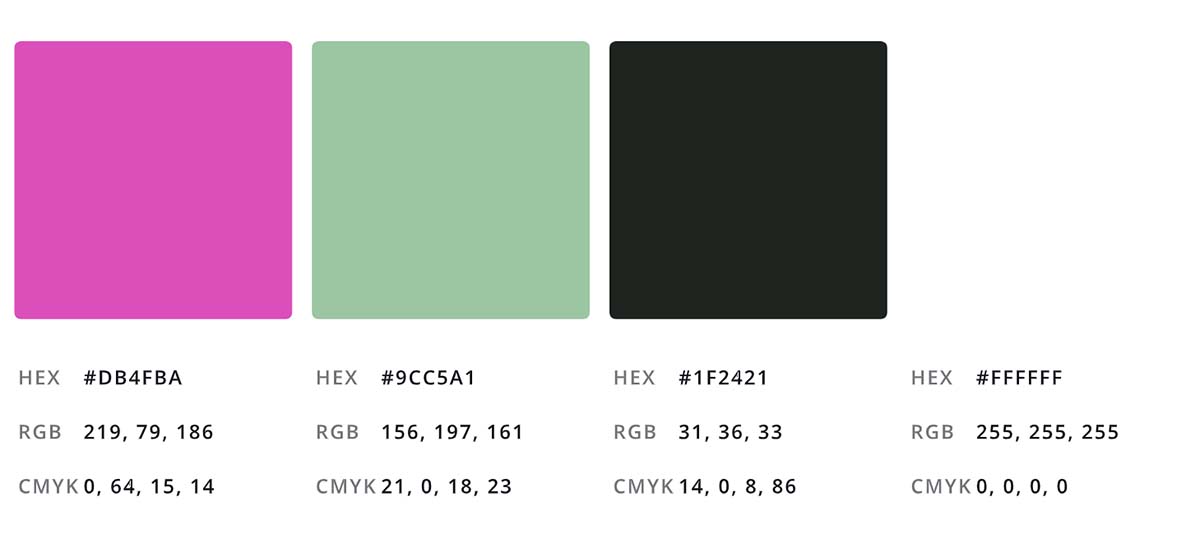 HEX #DB4FBA
RGB 219, 79, 186
CMYK 0, 64, 15, 14
HEX #9CC5A1
RGB 156, 197, 161
CMYK 21, 0, 18, 23
HEX #1F2421
RGB 31, 36, 33
CMYK 14, 0, 8, 86
HEX #FFFFFF
RGB 255, 255, 255
CMYK 0, 0, 0, 0